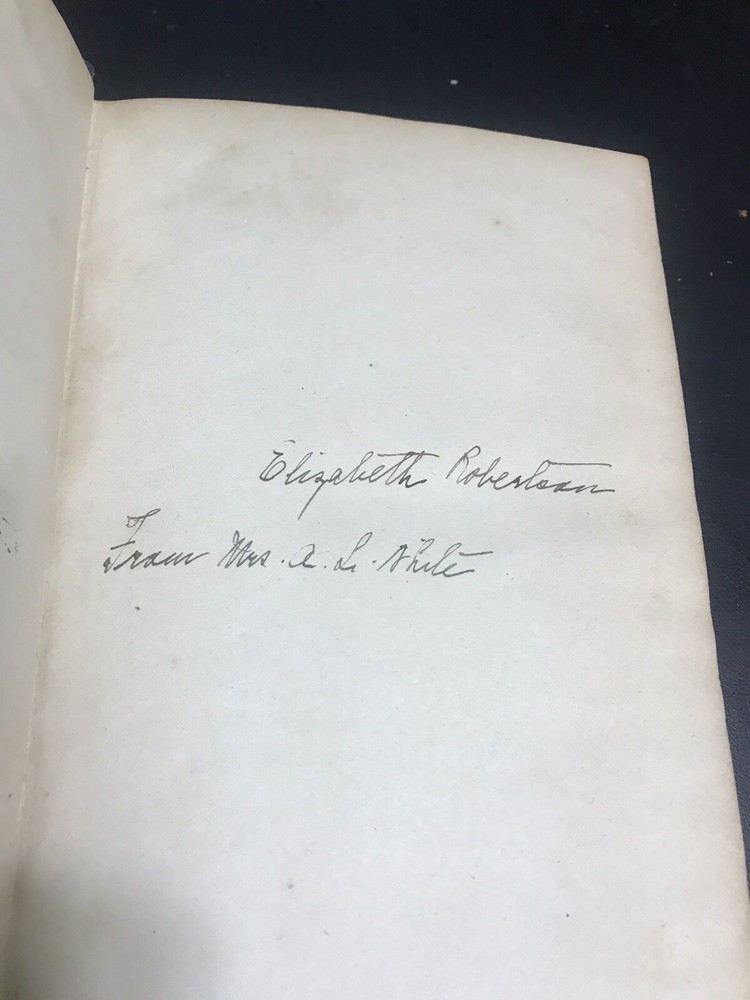 Elizabeth Robertson
From Mrs. A. L. White